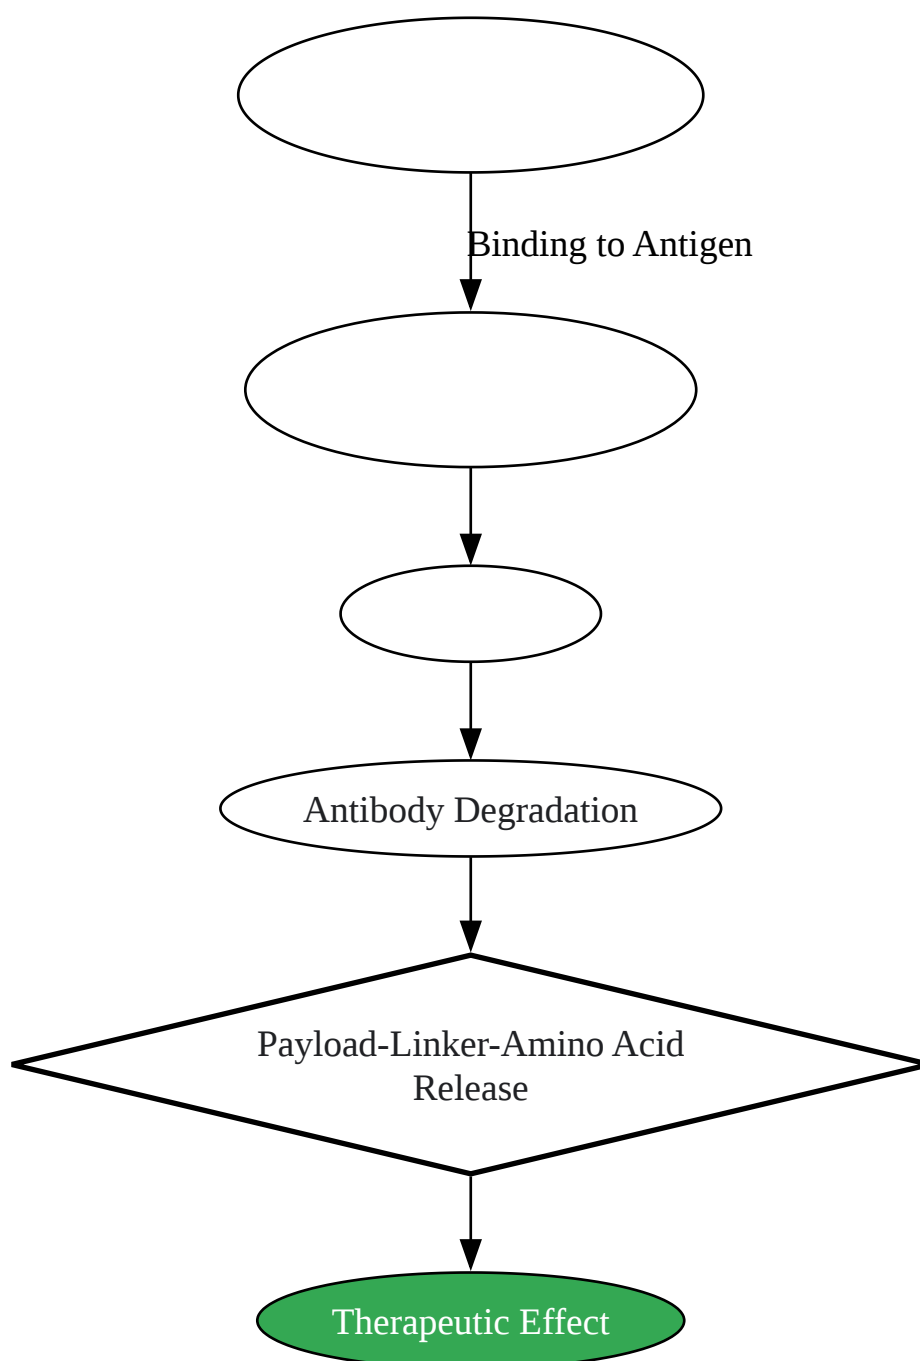 Binding to Antigen
Antibody Degradation
Payload-Linker-Amino Acid
Release
Therapeutic Effect